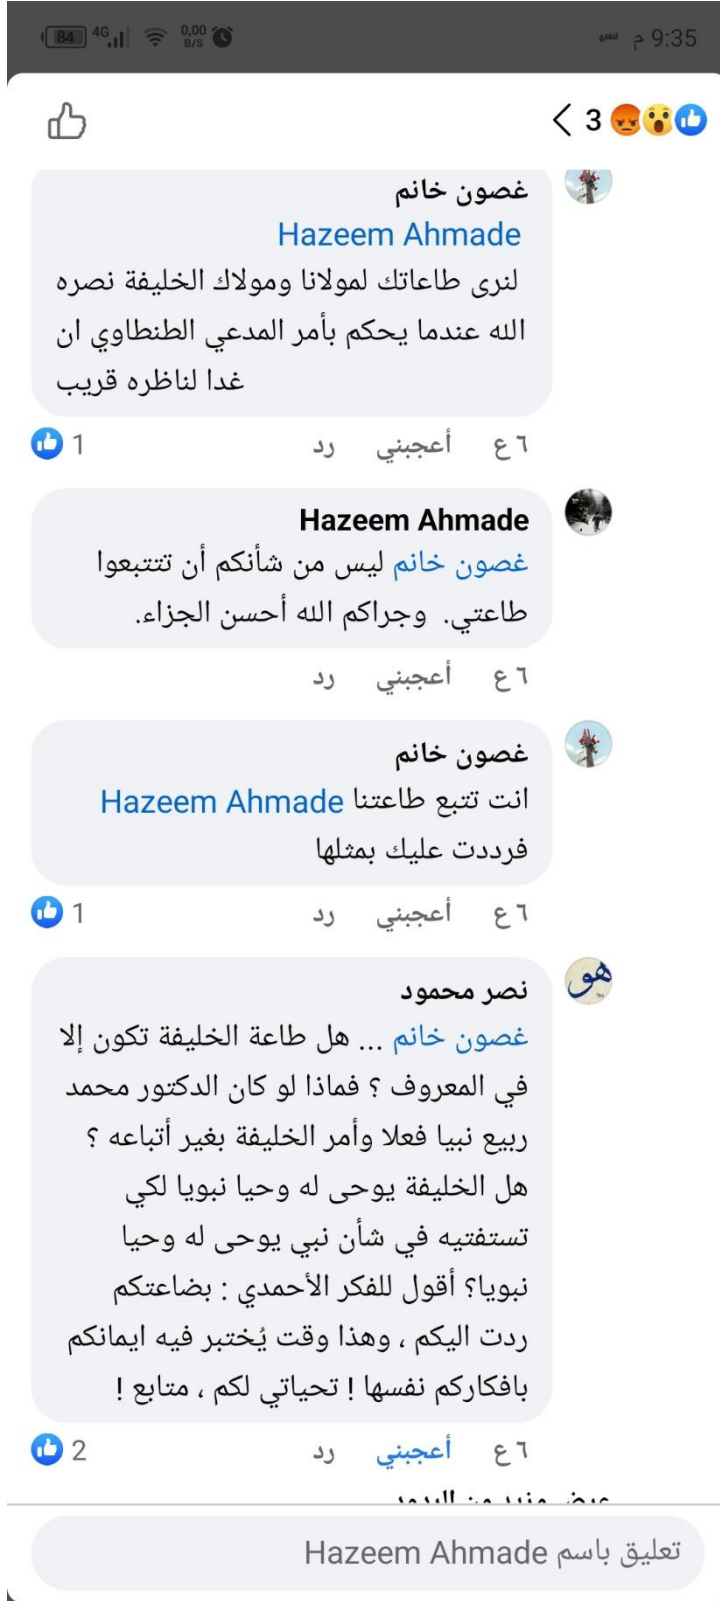 84 4G 0,00 B/S 9:35 م
3
غصون خانم
Hazeem Ahmade
لنرى طاعاتك لمولانا ومولاك الخليفة نصره
الله عندما يحكم بأمر المدعي الطنطاوي ان
غدا لناظره قريب
٦ ع أعجبني رد 1
Hazeem Ahmade
غصون خانم ليس من شأنكم أن تتتبعوا
طاعتي. وجراكم الله أحسن الجزاء.
٦ ع أعجبني رد
غصون خانم
انت تتبع طاعتنا Hazeem Ahmade
فرددت عليك بمثلها
٦ ع أعجبني رد 1
هو
نصر محمود
غصون خانم ... هل طاعة الخليفة تكون إلا
في المعروف ؟ فماذا لو كان الدكتور محمد
ربيع نبيا فعلا وأمر الخليفة بغير أتباعه ؟
هل الخليفة يوحى له وحيا نبويا لكي
تستفتيه في شأن نبي يوحى له وحيا
نبويا؟ أقول للفكر الأحمدي : بضاعتكم
ردت اليكم ، وهذا وقت يُختبر فيه ايمانكم
بافكاركم نفسها ! تحياتي لكم ، متابع !
٦ ع أعجبني رد 2
عرض مزيد من الردود
تعليق باسم Hazeem Ahmade